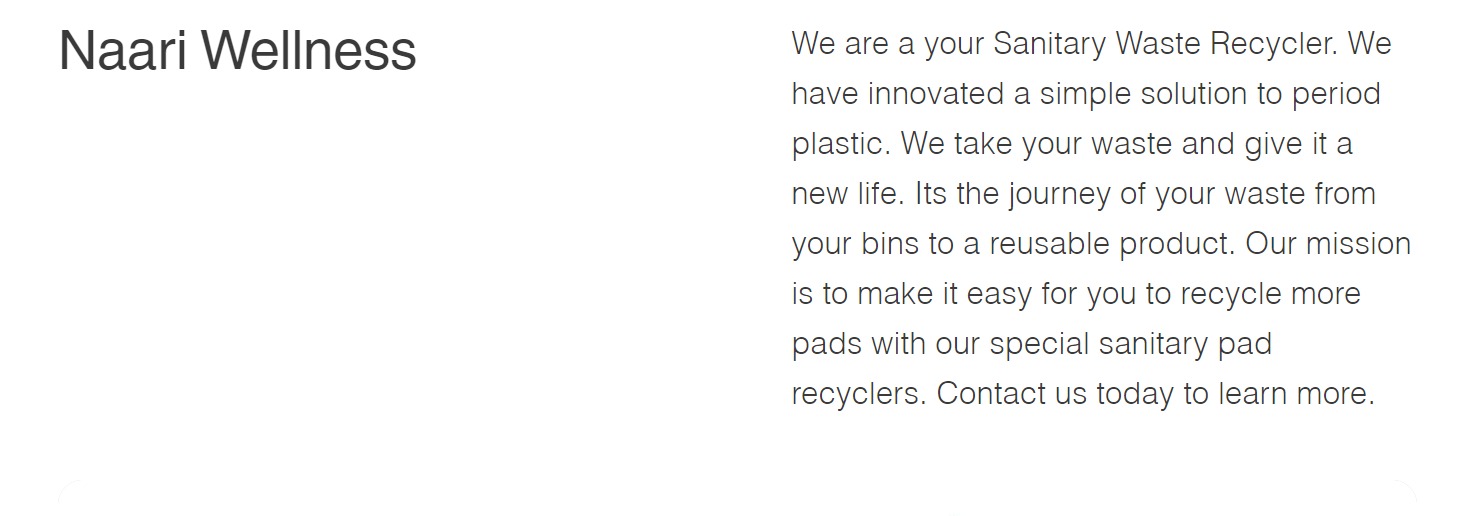 Naari Wellness
We are a your Sanitary Waste Recycler. We
have innovated a simple solution to period
plastic. We take your waste and give it a
new life. Its the journey of your waste from
your bins to a reusable product. Our mission
is to make it easy for you to recycle more
pads with our special sanitary pad
recyclers. Contact us today to learn more.